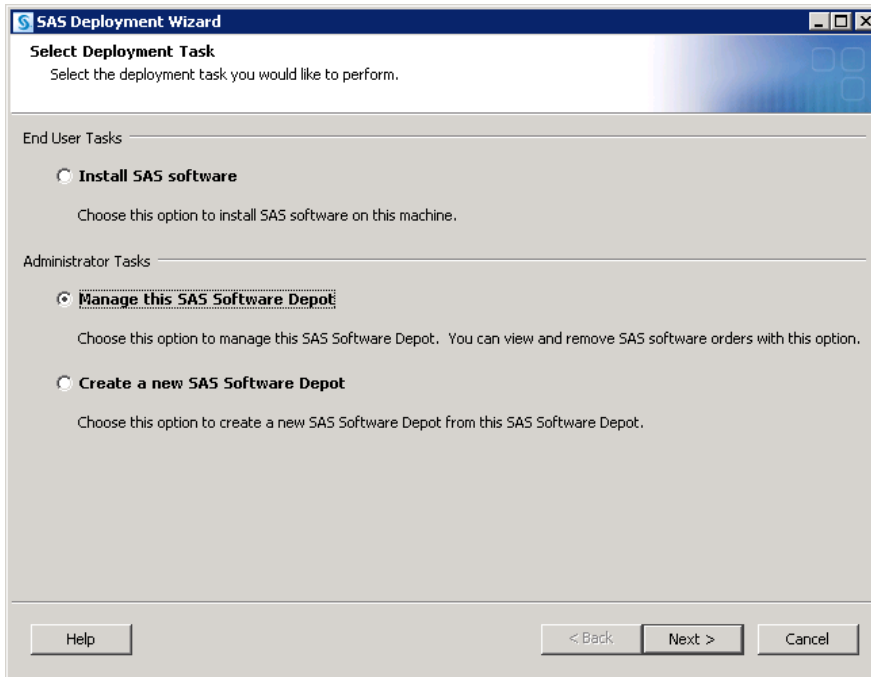 SAS Deployment Wizard
Select Deployment Task
Select the deployment task you would like to perform.
End User Tasks
Install SAS software
Choose this option to install SAS software on this machine.
Administrator Tasks
Manage this SAS Software Depot
Choose this option to manage this SAS Software Depot.  You can view and remove SAS software orders with this option.
Create a new SAS Software Depot
Choose this option to create a new SAS Software Depot from this SAS Software Depot.
Help < Back Next > Cancel